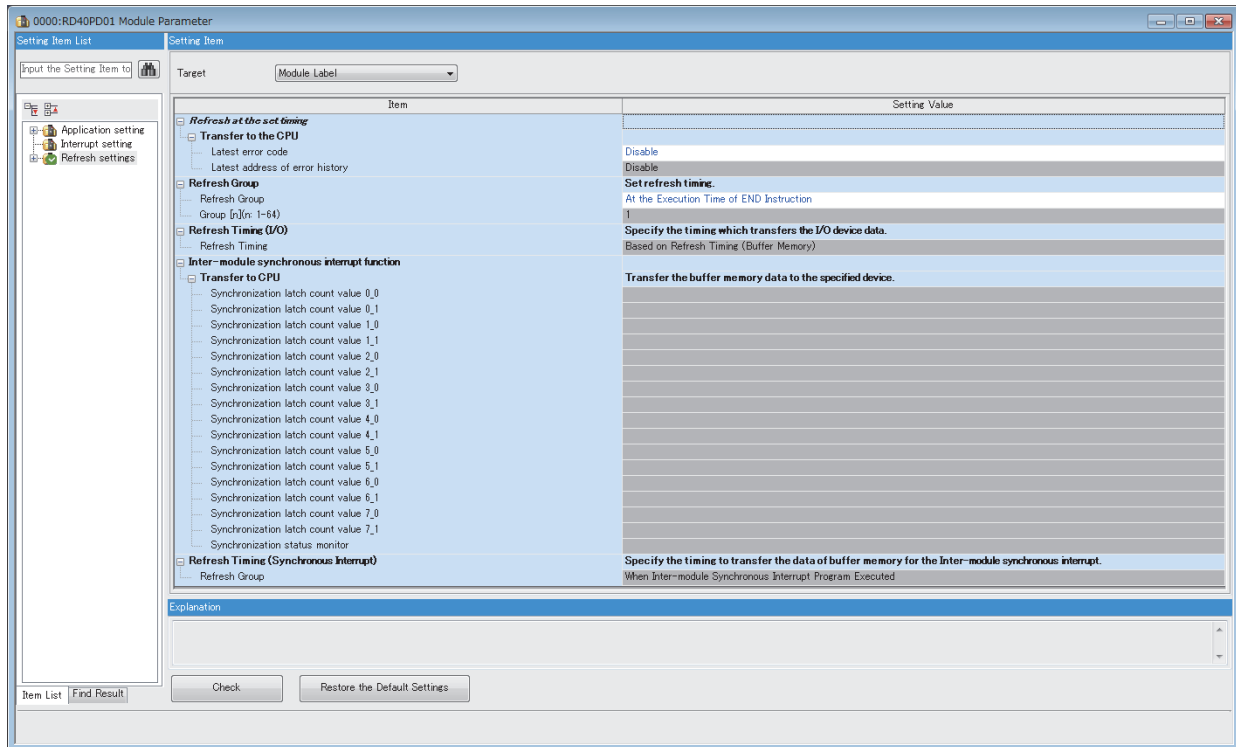 0000:RD40PD01 Module Parameter
Setting Item List
Setting Item
Input the Setting Item to
Target Module Label
Application setting
Interrupt setting
Refresh settings
Item Setting Value
Refresh at the set timing
Transfer to the CPU
Latest error code Disable
Latest address of error history Disable
Refresh Group Set refresh timing.
Refresh Group At the Execution Time of END Instruction
Group [n](n: 1-64) 1
Refresh Timing (I/O) Specify the timing which transfers the I/O device data.
Refresh Timing Based on Refresh Timing (Buffer Memory)
Inter-module synchronous interrupt function
Transfer to CPU Transfer the buffer memory data to the specified device.
Synchronization latch count value 0_0
Synchronization latch count value 0_1
Synchronization latch count value 1_0
Synchronization latch count value 1_1
Synchronization latch count value 2_0
Synchronization latch count value 2_1
Synchronization latch count value 3_0
Synchronization latch count value 3_1
Synchronization latch count value 4_0
Synchronization latch count value 4_1
Synchronization latch count value 5_0
Synchronization latch count value 5_1
Synchronization latch count value 6_0
Synchronization latch count value 6_1
Synchronization latch count value 7_0
Synchronization latch count value 7_1
Synchronization status monitor
Refresh Timing (Synchronous Interrupt) Specify the timing to transfer the data of buffer memory for the Inter-module synchronous interrupt.
Refresh Group When Inter-module Synchronous Interrupt Program Executed
Explanation
Check Restore the Default Settings
Item List Find Result